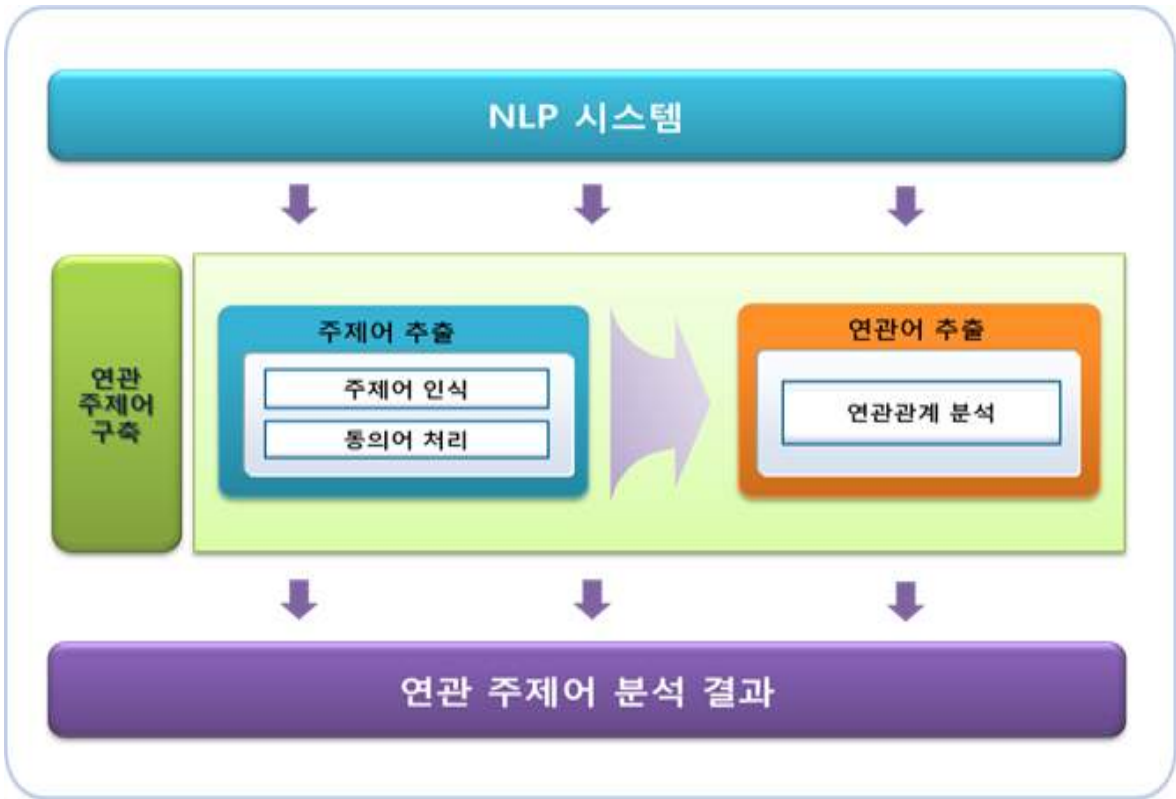 NLP 시스템
연관
주제어
구축
주제어 추출
주제어 인식
동의어 처리
연관어 추출
연관관계 분석
연관 주제어 분석 결과